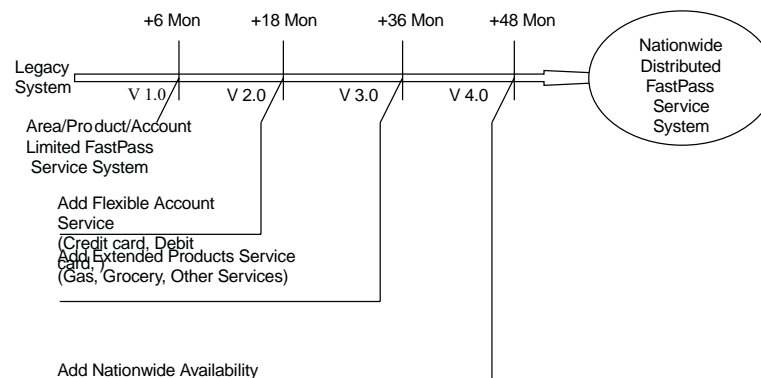 +6 Mon
+18 Mon
+36 Mon
+48 Mon
Legacy
System
V 1.0
V 2.0
V 3.0
V 4.0
Nationwide
Distributed
FastPass
Service
System
Area/Product/Account
Limited FastPass
Service System
Add Flexible Account
Service
(Credit card, Debit
card, )
Add Extended Products Service
(Gas, Grocery, Other Services)
Add Nationwide Availability